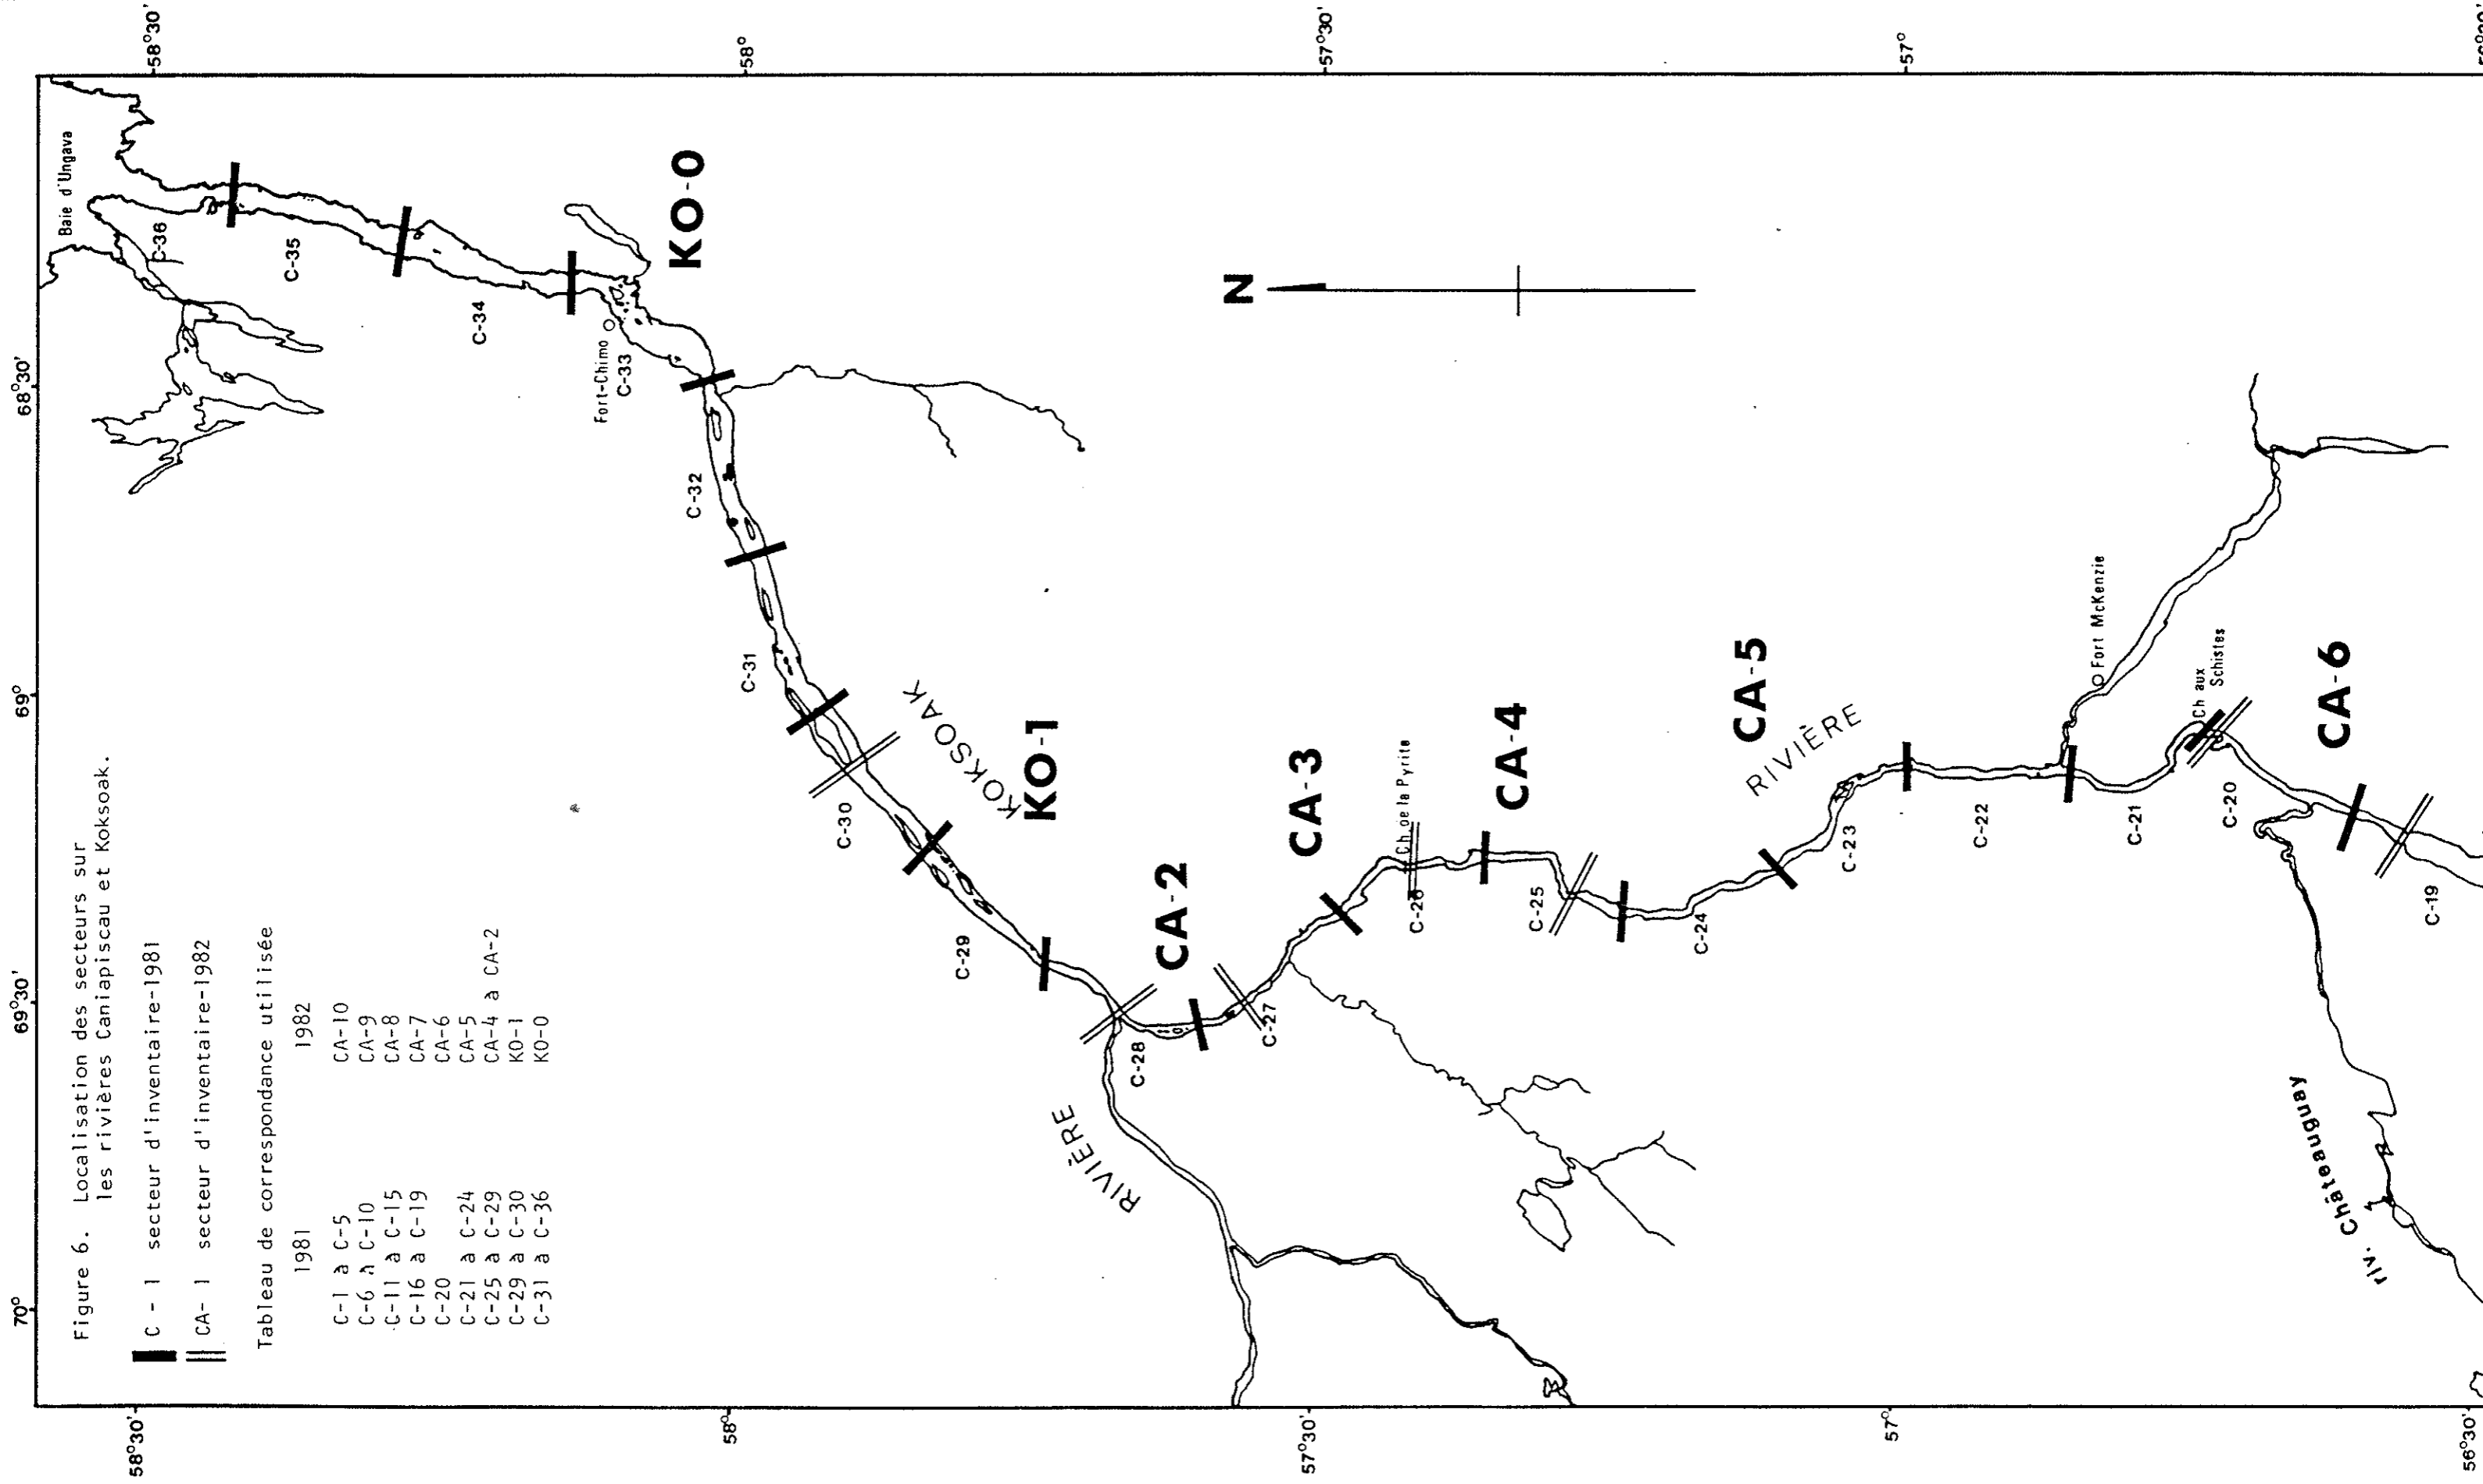 Figure 6. Localisation des secteurs sur
les rivières Caniapiscau et Koksoak.
C - 1 secteur d'inventaire-1981
CA- 1 secteur d'inventaire-1982
Tableau de correspondance utilisée
1981 1982
C-1 à C-5 CA-10
C-6 à C-10 CA-9
C-11 à C-15 CA-8
C-16 à C-19 CA-7
C-20 CA-6
C-21 à C-24 CA-5
C-25 à C-29 CA-4 à CA-2
C-29 à C-30 KO-1
C-31 à C-36 KO-0
70°
69°30'
69°
68°30'
58°30'
58°
57°30'
57°
56°30'
58°30'
58°
57°30'
57°
Baie d'Ungava
C-36
C-35
C-34
KO-0
Fort-Chimo
C-33
C-32
C-31
KOKSOAK
C-30
KO-1
C-29
CA-2
C-28
RIVIÈRE
C-27
CA-3
Ch. de la Pyrite
C-26
CA-4
C-25
C-24
CA-5
RIVIÈRE
C-23
C-22
Fort McKenzie
C-21
Ch aux
Schistes
C-20
CA-6
C-19
riv. Châteauguay
N